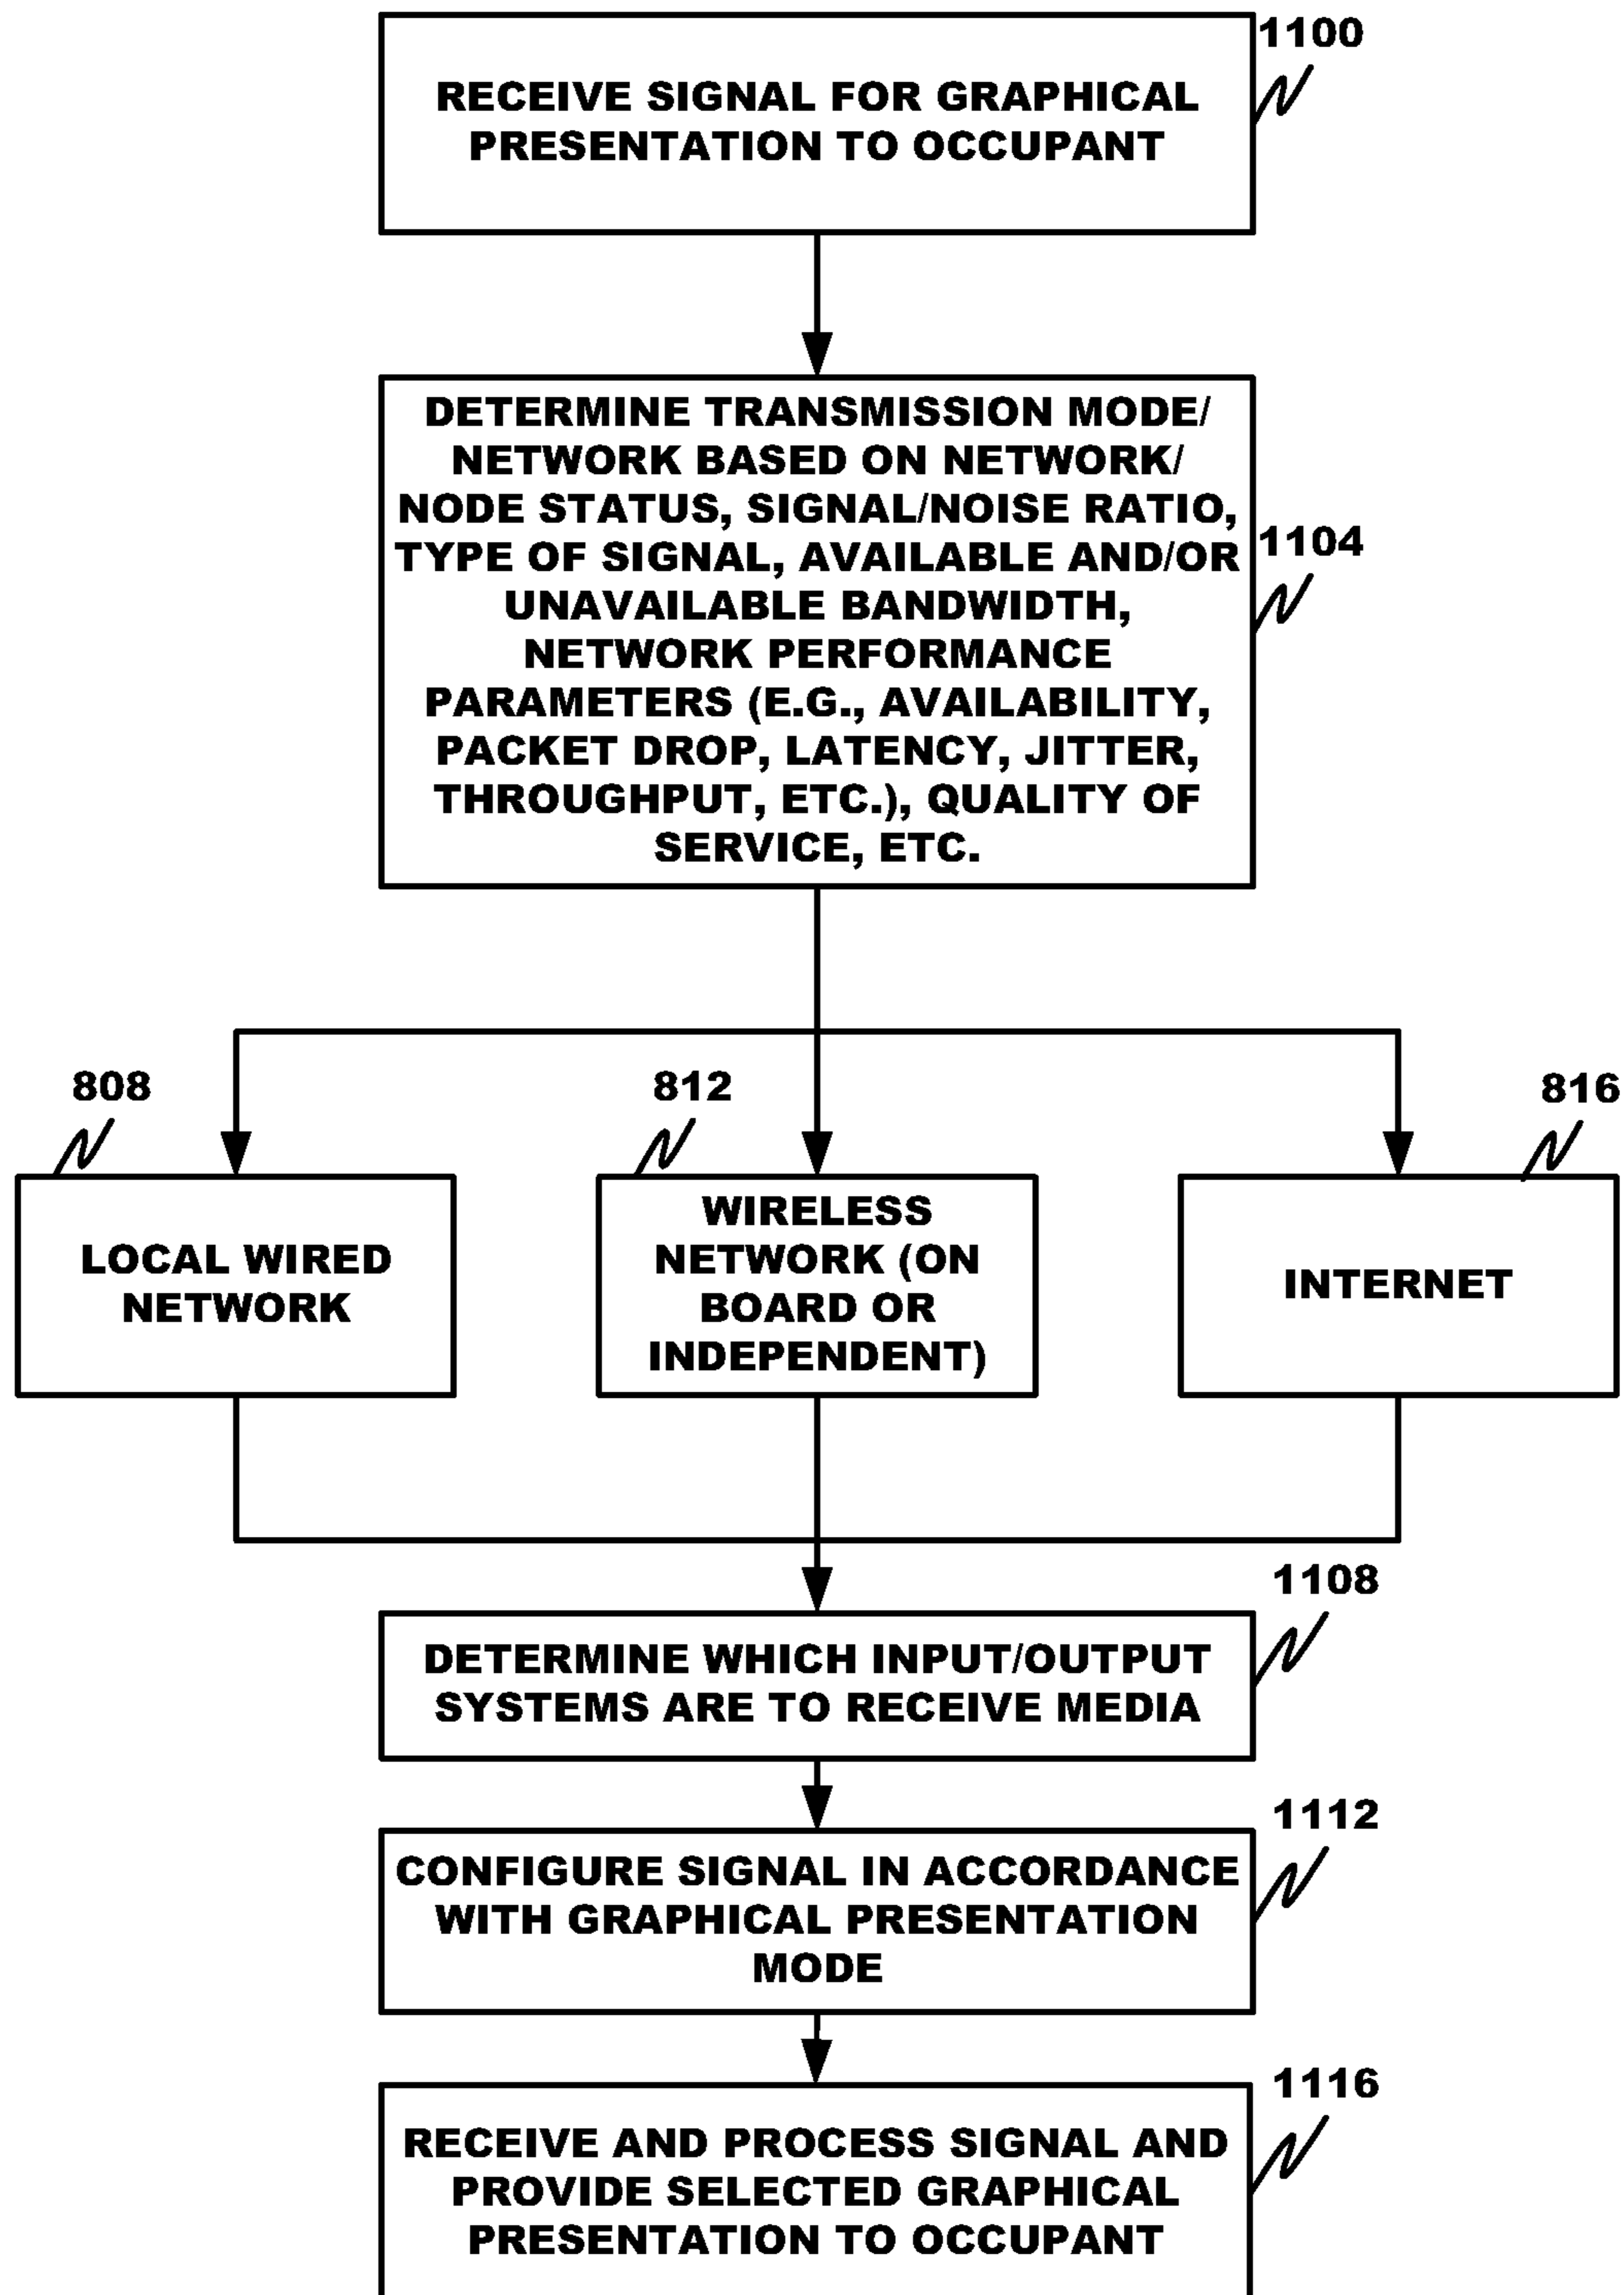 1100
RECEIVE SIGNAL FOR GRAPHICAL
PRESENTATION TO OCCUPANT
DETERMINE TRANSMISSION MODE/
NETWORK BASED ON NETWORK/
NODE STATUS, SIGNAL/NOISE RATIO,
TYPE OF SIGNAL, AVAILABLE AND/OR
UNAVAILABLE BANDWIDTH,
NETWORK PERFORMANCE
PARAMETERS (E.G., AVAILABILITY,
PACKET DROP, LATENCY, JITTER,
THROUGHPUT, ETC.), QUALITY OF
SERVICE, ETC.
1104
808
LOCAL WIRED
NETWORK
812
WIRELESS
NETWORK (ON
BOARD OR
INDEPENDENT)
816
INTERNET
1108
DETERMINE WHICH INPUT/OUTPUT
SYSTEMS ARE TO RECEIVE MEDIA
1112
CONFIGURE SIGNAL IN ACCORDANCE
WITH GRAPHICAL PRESENTATION
MODE
1116
RECEIVE AND PROCESS SIGNAL AND
PROVIDE SELECTED GRAPHICAL
PRESENTATION TO OCCUPANT